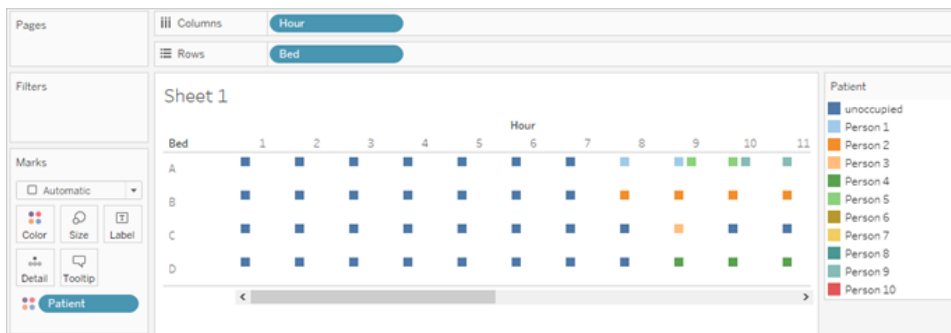 Pages
iii Columns
Hour
Rows
Bed
Filters
Marks
Automatic
Color
Size
T
Label
Detail
Tooltip
Patient
Sheet 1
Hour
Bed 1 2 3 4 5 6 7 8 9 10 11
A
B
C
D
Patient
unoccupied
Person 1
Person 2
Person 3
Person 4
Person 5
Person 6
Person 7
Person 8
Person 9
Person 10